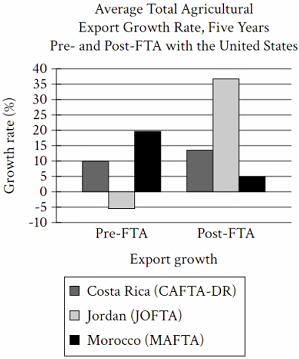 Average Total Agricultural
Export Growth Rate, Five Years
Pre- and Post-FTA with the United States
Growth rate (%)
40
35
30
25
20
15
10
5
0
-5
-10
Pre-FTA Post-FTA
Export growth
Costa Rica (CAFTA-DR)
Jordan (JOFTA)
Morocco (MAFTA)